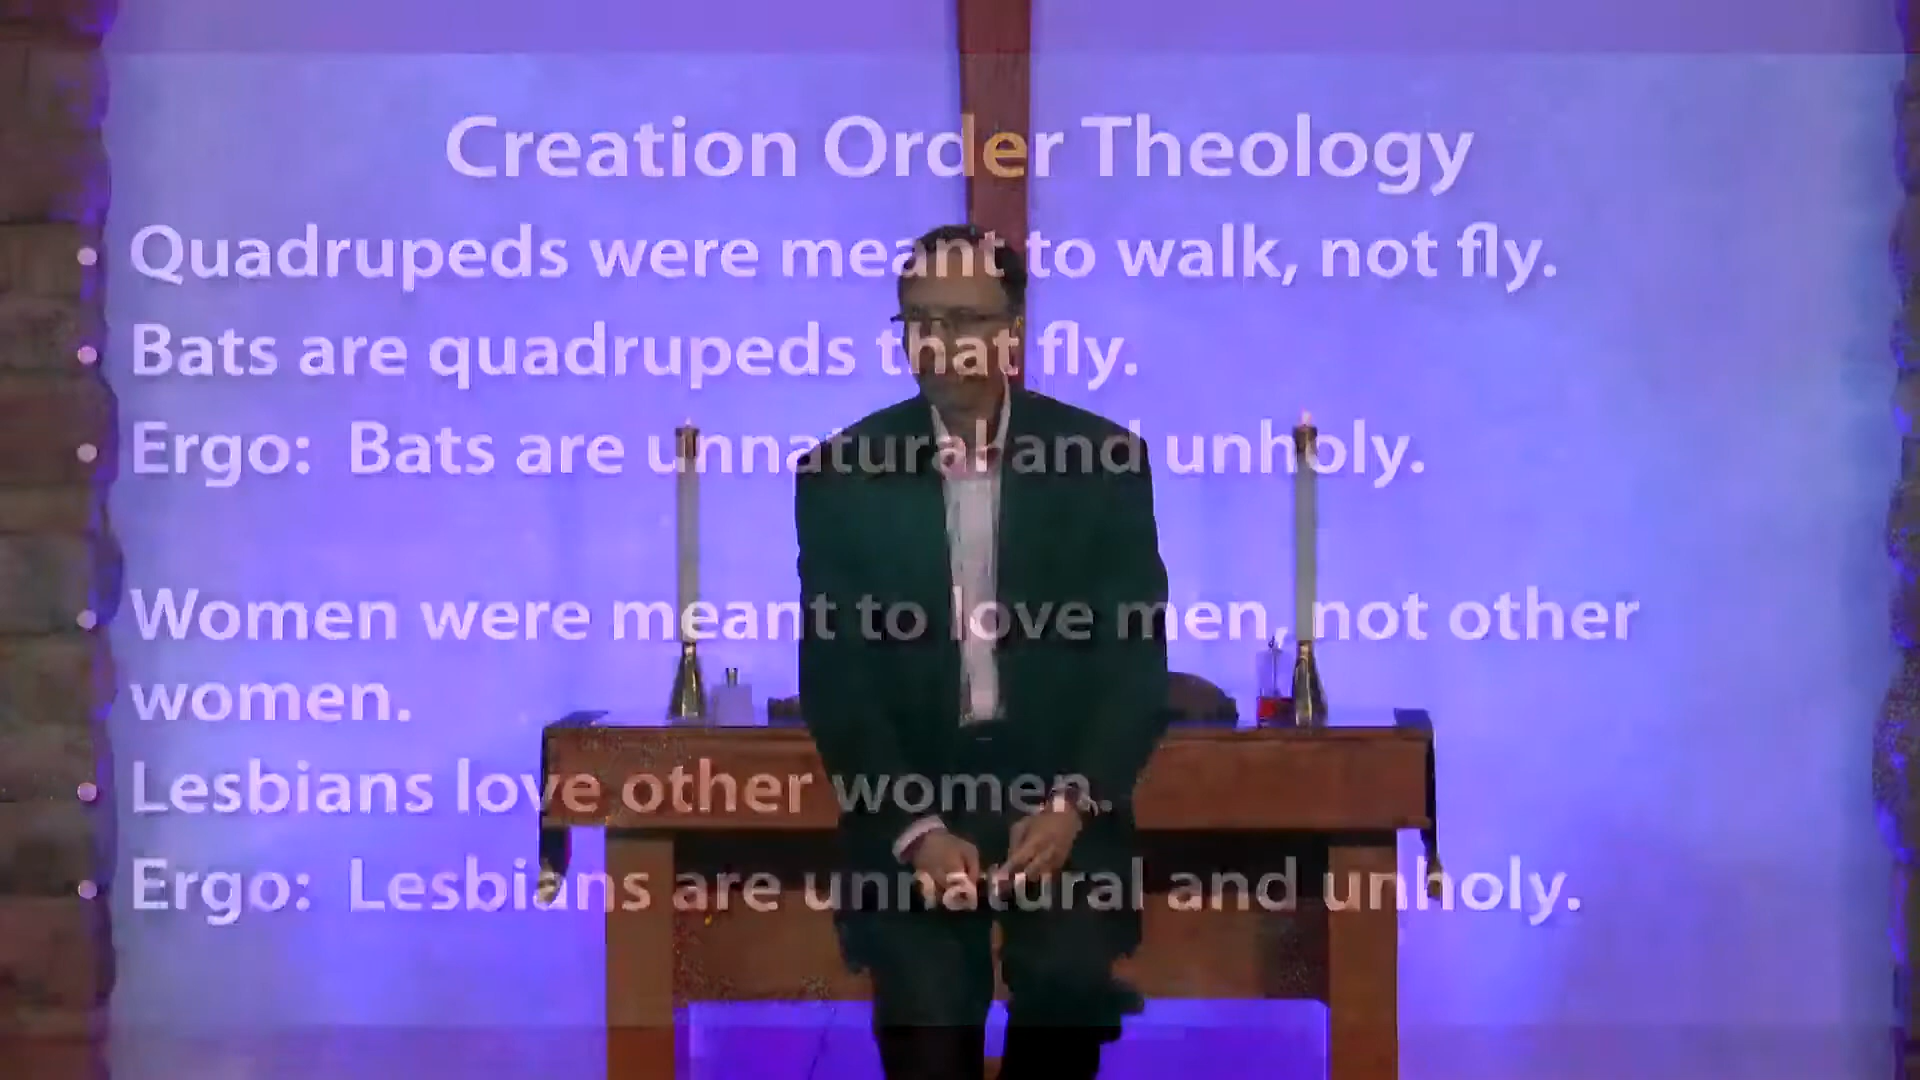 Creation Order Theology
• Quadrupeds were meant to walk, not fly.
• Bats are quadrupeds that fly.
• Ergo: Bats are unnatural and unholy.
• Women were meant to love men, not other
women.
• Lesbians love other women.
• Ergo: Lesbians are unnatural and unholy.